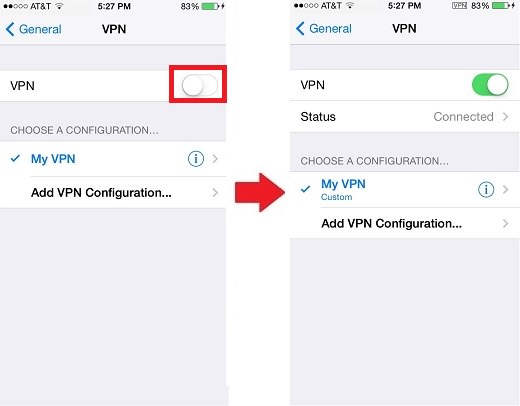 AT&T 5:27 PM 83%
General VPN
VPN
CHOOSE A CONFIGURATION...
My VPN
Add VPN Configuration...
AT&T 5:27 PM VPN 83%
General VPN
VPN
Status Connected
CHOOSE A CONFIGURATION...
My VPN
Custom
Add VPN Configuration...